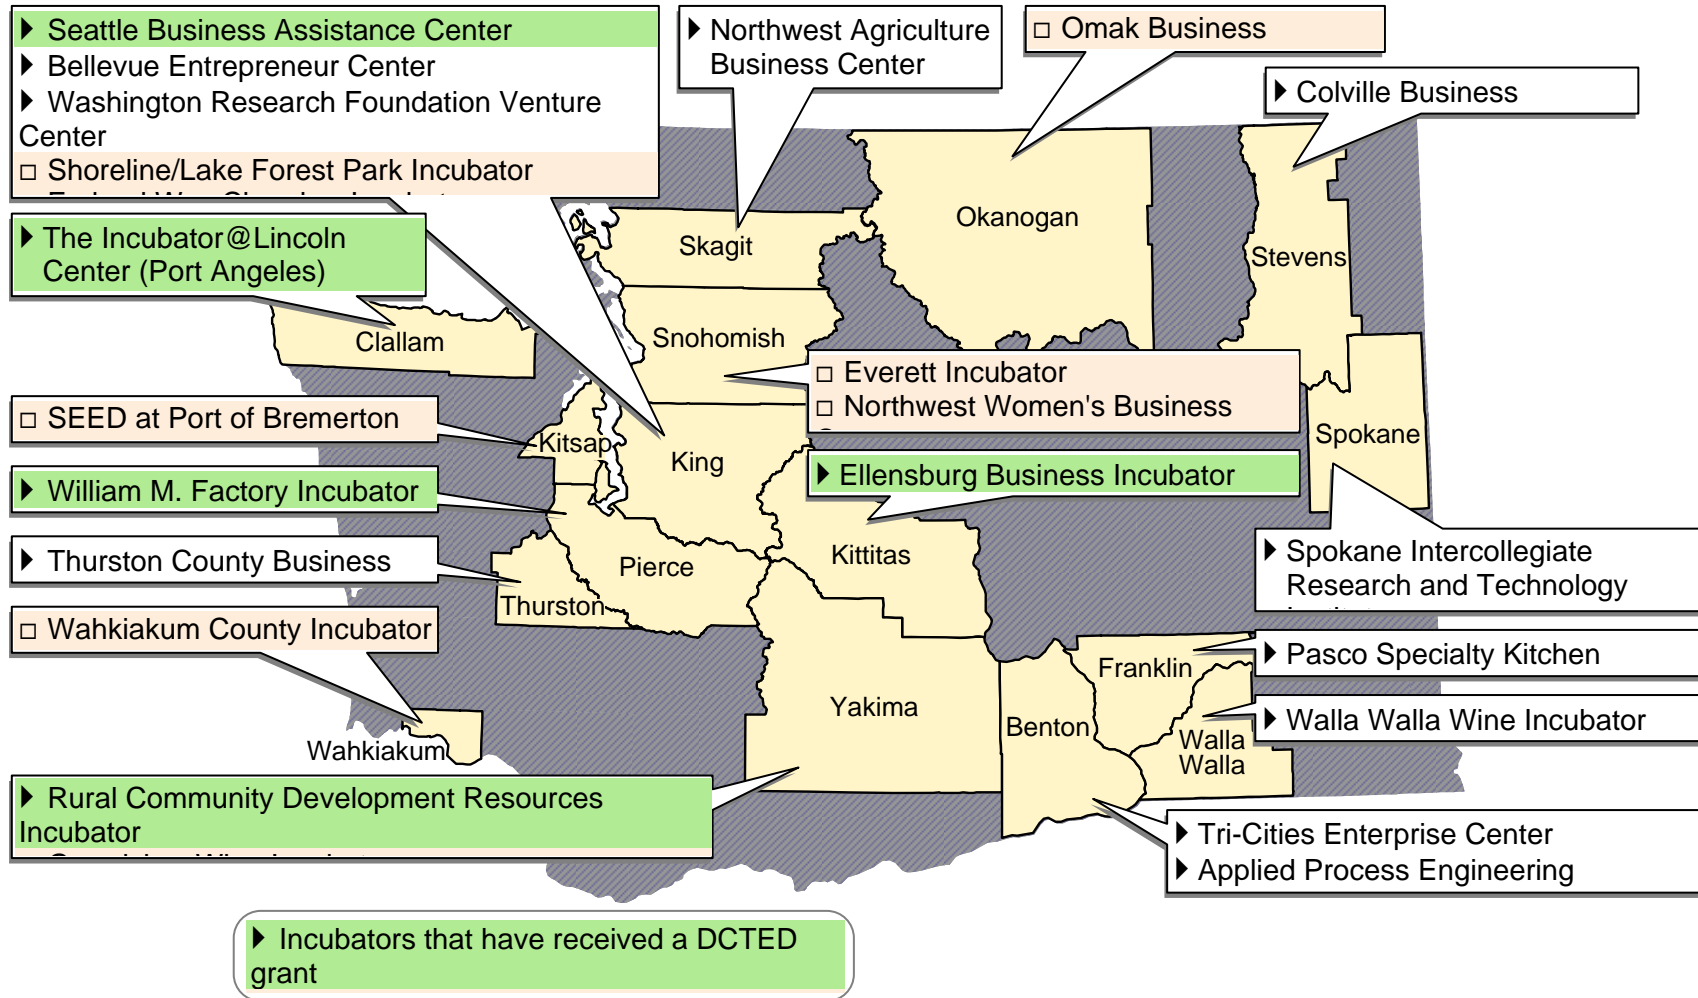 ▶ Seattle Business Assistance Center
▶ Bellevue Entrepreneur Center
▶ Washington Research Foundation Venture
Center
□ Shoreline/Lake Forest Park Incubator
▶ Northwest Agriculture
Business Center
□ Omak Business
▶ Colville Business
▶ The Incubator@Lincoln
Center (Port Angeles)
Skagit
Okanogan
Stevens
Clallam
Snohomish
□ Everett Incubator
□ Northwest Women's Business
□ SEED at Port of Bremerton
Kitsap
King
Spokane
▶ William M. Factory Incubator
▶ Ellensburg Business Incubator
▶ Thurston County Business
Pierce
Kittitas
Thurston
▶ Spokane Intercollegiate
Research and Technology
□ Wahkiakum County Incubator
Franklin
▶ Pasco Specialty Kitchen
Yakima
Benton
▶ Walla Walla Wine Incubator
Walla
Walla
Wahkiakum
▶ Rural Community Development Resources
Incubator
▶ Tri-Cities Enterprise Center
▶ Applied Process Engineering
▶ Incubators that have received a DCTED
grant